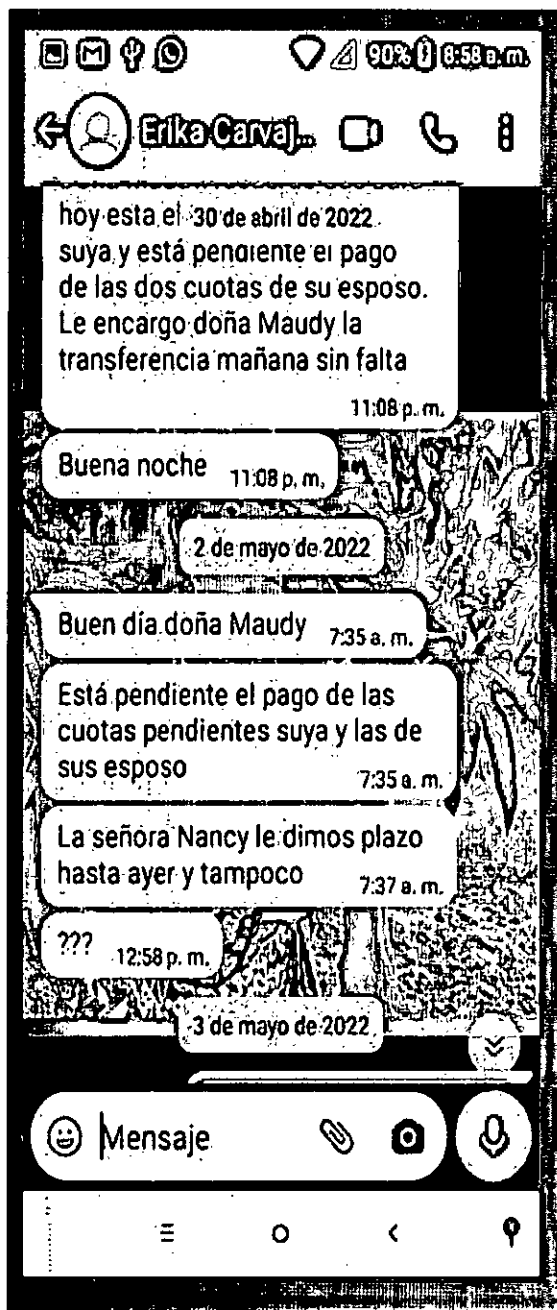 90% 8:58 a. m.
Erika Carvaj...
hoy esta el 30 de abril de 2022
suya y está pendiente el pago
de las dos cuotas de su esposo.
Le encargo doña Maudy la
transferencia mañana sin falta
11:08 p. m.
Buena noche 11:08 p. m.
2 de mayo de 2022
Buen día doña Maudy 7:35 a. m.
Está pendiente el pago de las
cuotas pendientes suya y las de
sus esposo
7:35 a. m.
La señora Nancy le dimos plazo
hasta ayer y tampoco 7:37 a. m.
??? 12:58 p. m.
3 de mayo de 2022
Mensaje